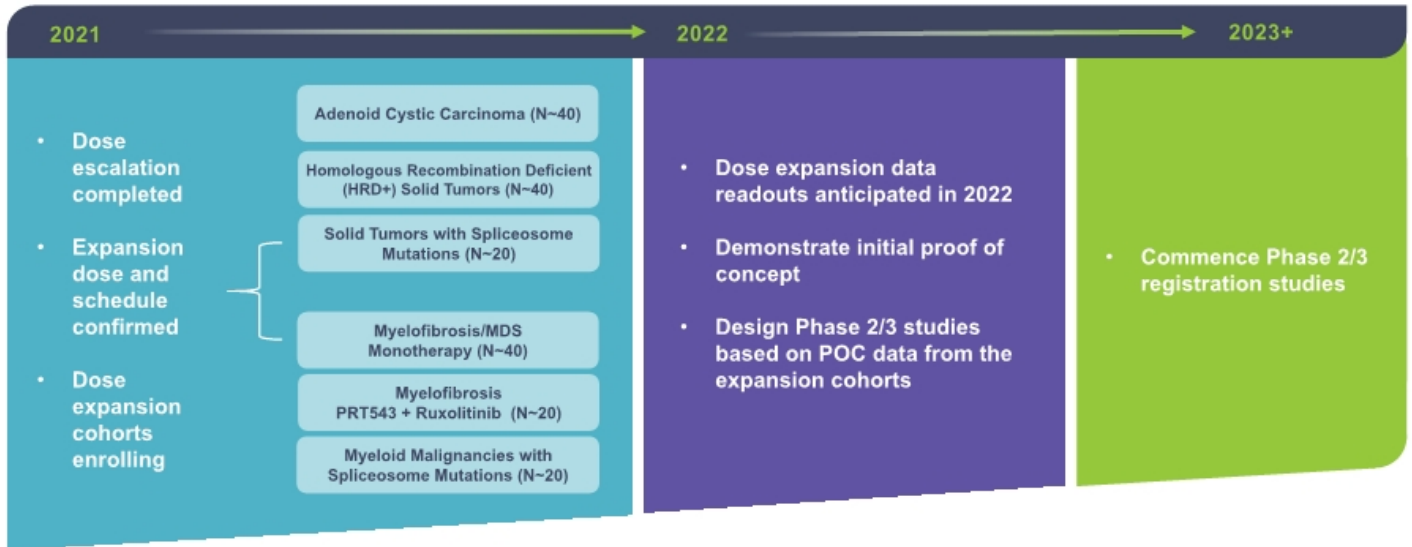 2021
2022
2023+
• Dose
escalation
completed
• Expansion
dose and
schedule
confirmed
• Dose
expansion
cohorts
enrolling
Adenoid Cystic Carcinoma (N~40)
Homologous Recombination Deficient
(HRD+) Solid Tumors (N~40)
Solid Tumors with Spliceosome
Mutations (N~20)
Myelofibrosis/MDS
Monotherapy (N~40)
Myelofibrosis
PRT543 + Ruxolitinib (N~20)
Myeloid Malignancies with
Spliceosome Mutations (N~20)
• Dose expansion data
readouts anticipated in 2022
• Demonstrate initial proof of
concept
• Design Phase 2/3 studies
based on POC data from the
expansion cohorts
• Commence Phase 2/3
registration studies